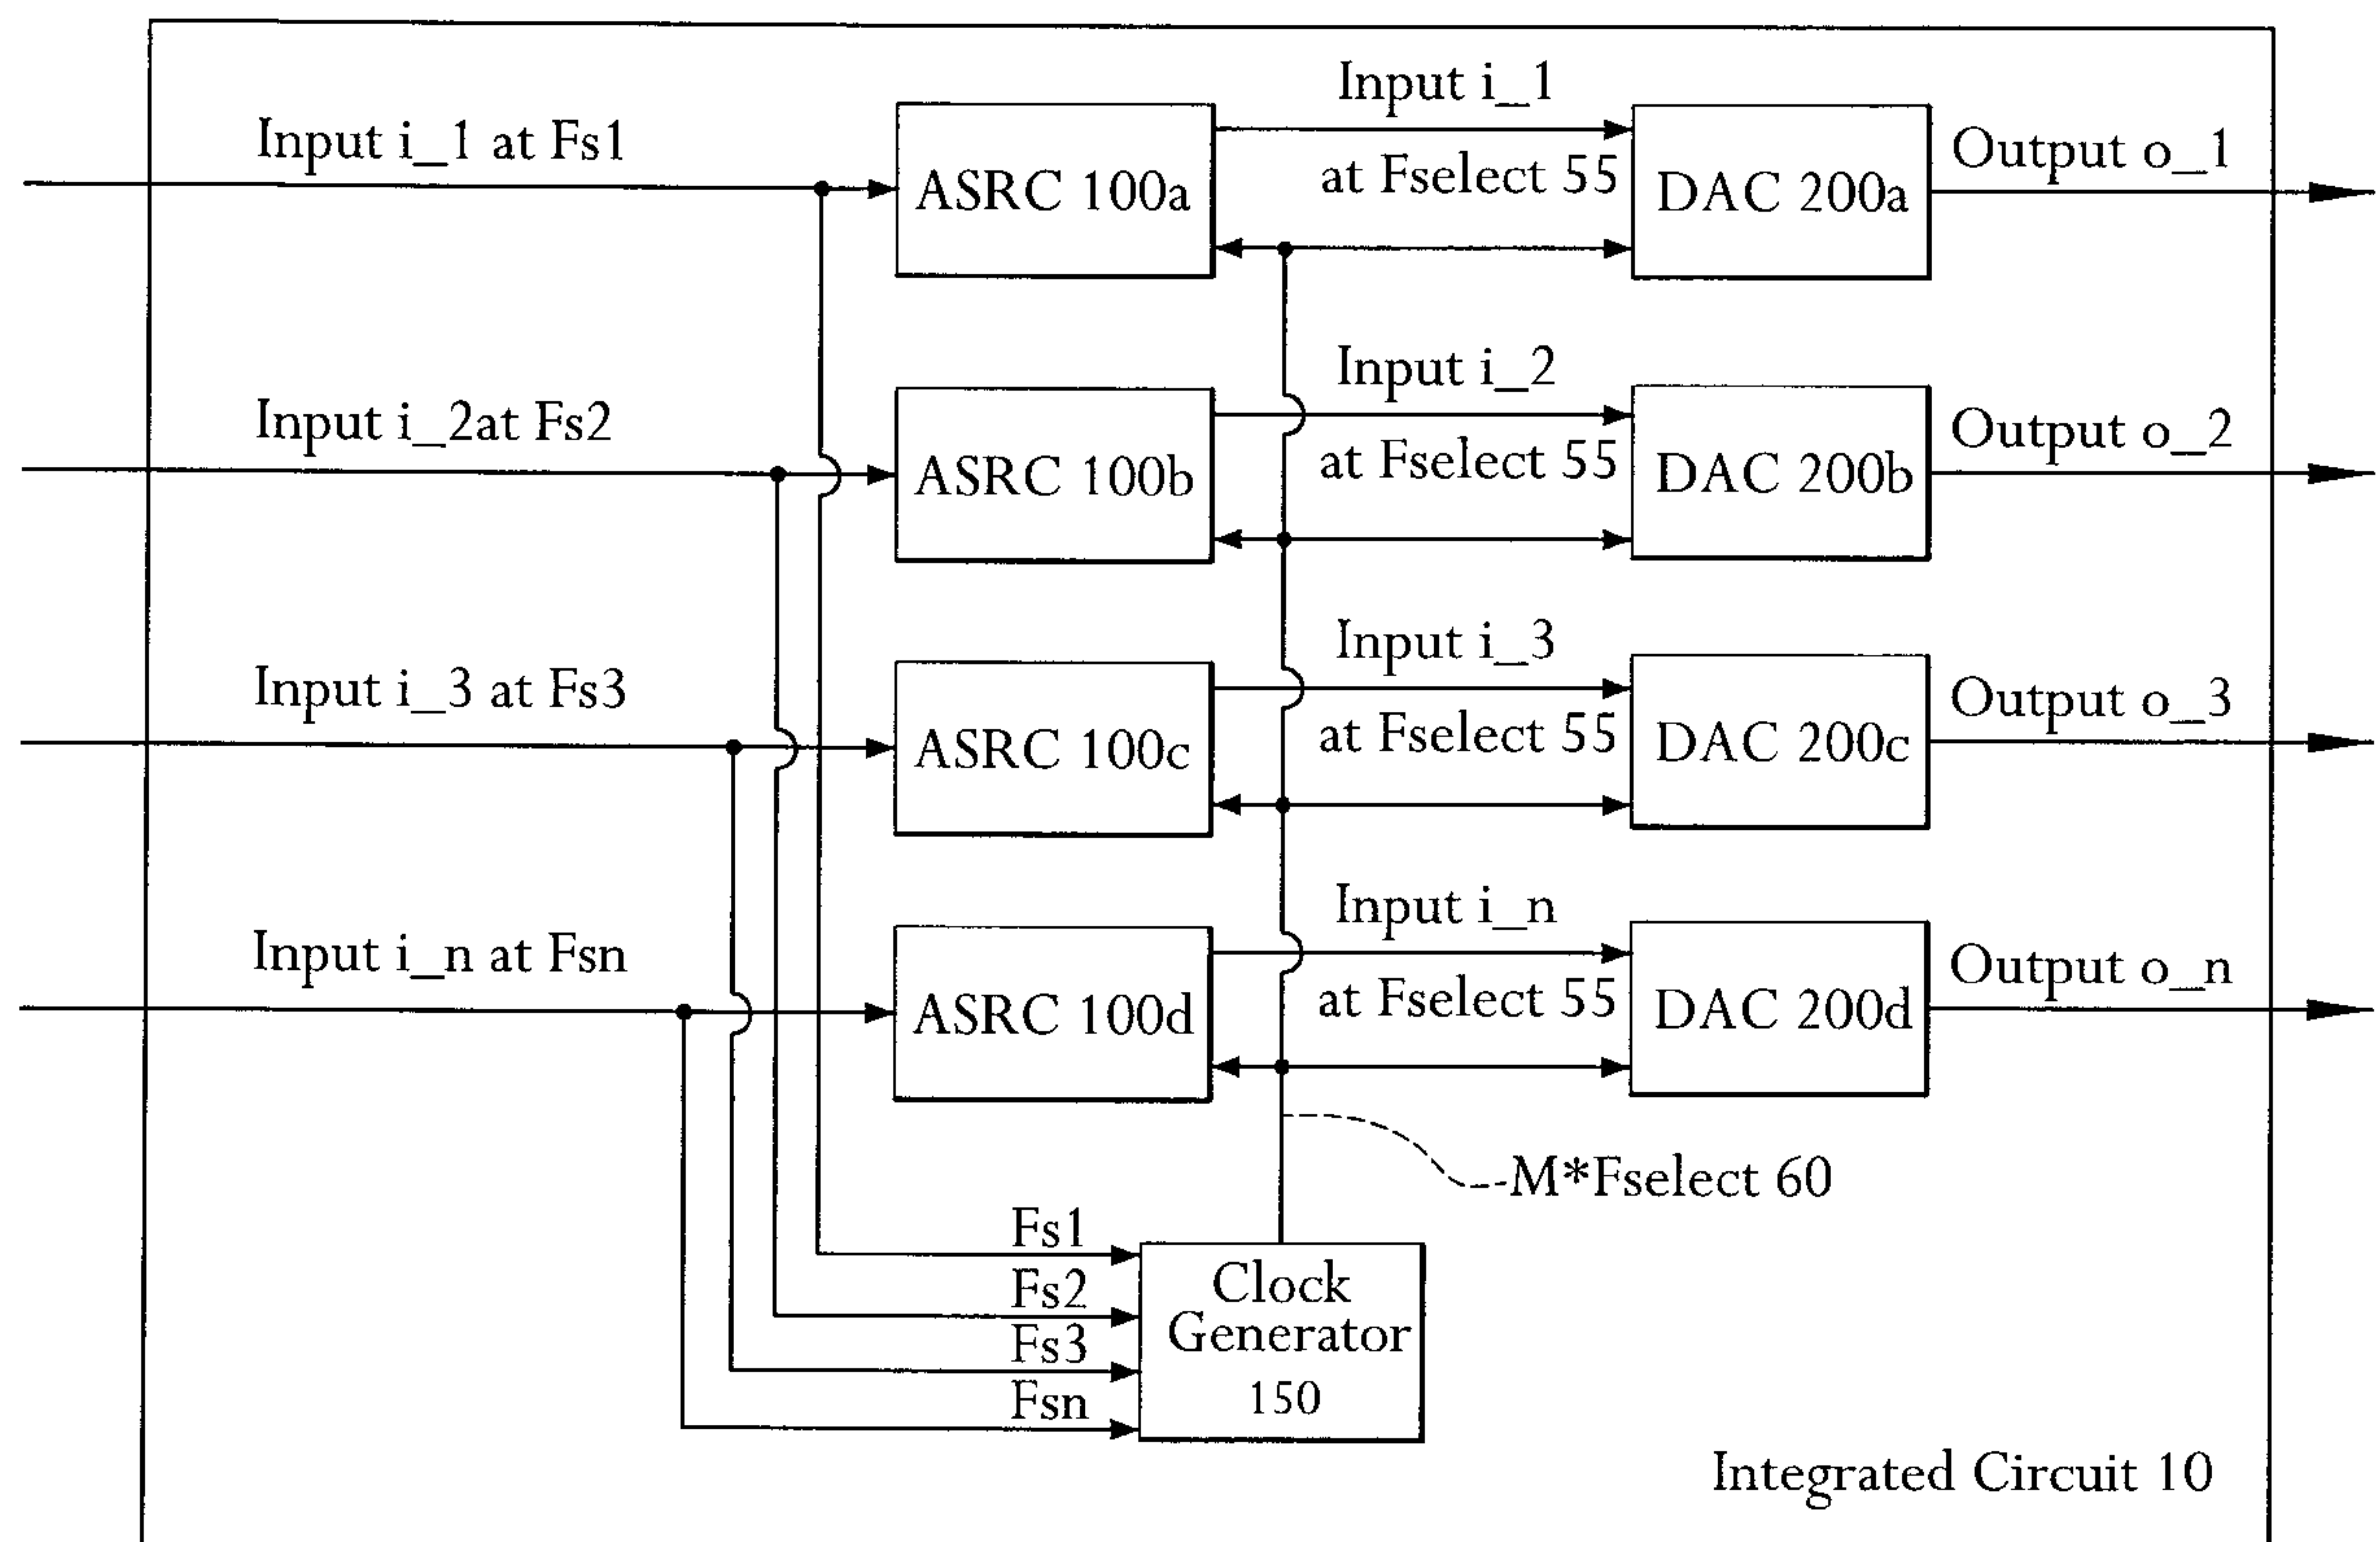 Input i_1 at Fs1
ASRC 100a
Input i_1
at Fselect 55
DAC 200a
Output o_1
Input i_2at Fs2
ASRC 100b
Input i_2
at Fselect 55
DAC 200b
Output o_2
Input i_3 at Fs3
ASRC 100c
Input i_3
at Fselect 55
DAC 200c
Output o_3
Input i_n at Fsn
ASRC 100d
Input i_n
at Fselect 55
DAC 200d
Output o_n
M*Fselect 60
Fs1
Fs2
Fs3
Fsn
Clock
Generator
150
Integrated Circuit 10